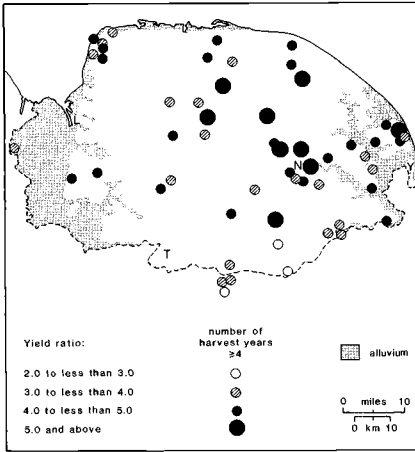 L
N
Y
T
number of
harvest years
≥4
Yield ratio:
2.0 to less than 3.0
3.0 to less than 4.0
4.0 to less than 5.0
5.0 and above
alluvium
0 miles 10
0 km 10